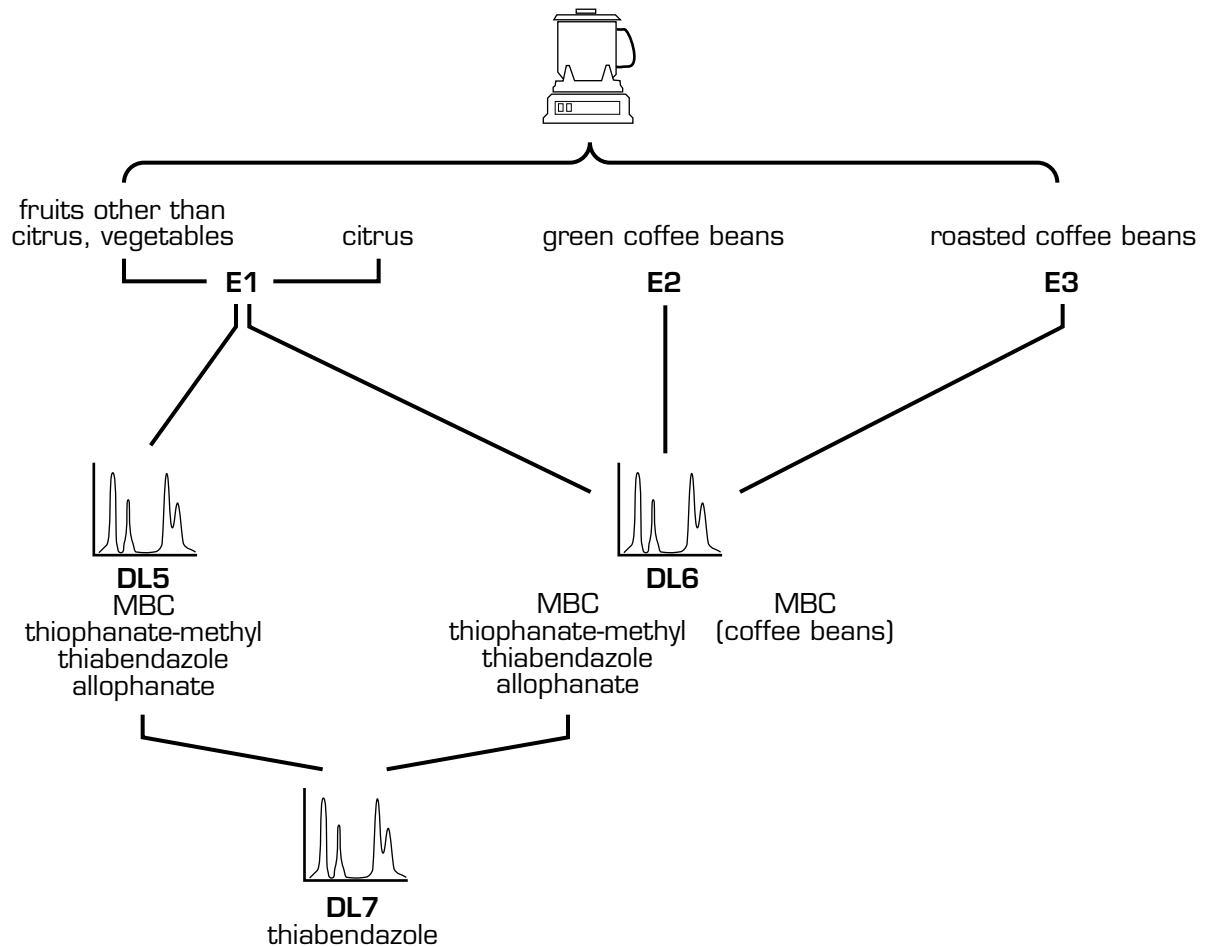 fruits other than
citrus, vegetables
citrus
green coffee beans
roasted coffee beans
E1
E2
E3
DL5
MBC
thiophanate-methyl
thiabendazole
allophanate
DL6
MBC
thiophanate-methyl
thiabendazole
allophanate
MBC
(coffee beans)
DL7
thiabendazole